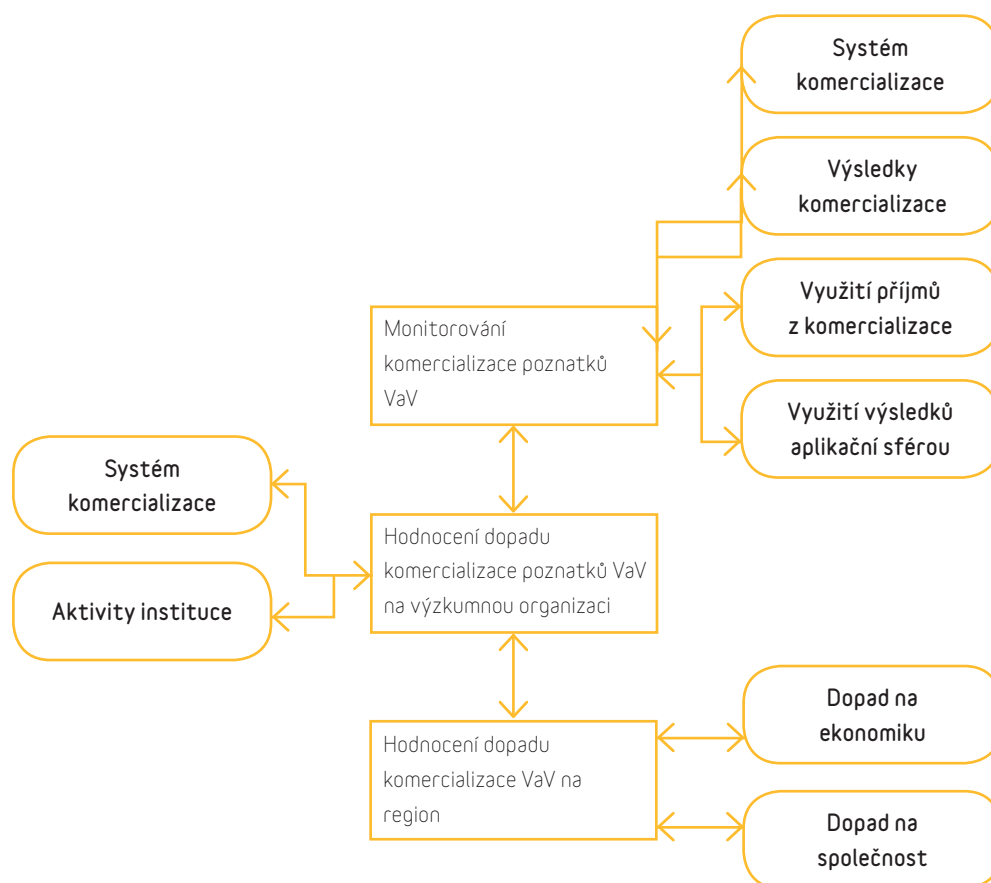 Systém
komercializace
Výsledky
komercializace
Využití příjmů
z komercializace
Monitorování
komercializace poznatků
VaV
Využití výsledků
aplikační sférou
Systém
komercializace
Hodnocení dopadu
komercializace poznatků VaV
na výzkumnou organizaci
Aktivity instituce
Dopad na
ekonomiku
Hodnocení dopadu
komercializace VaV na
region
Dopad na
společnost